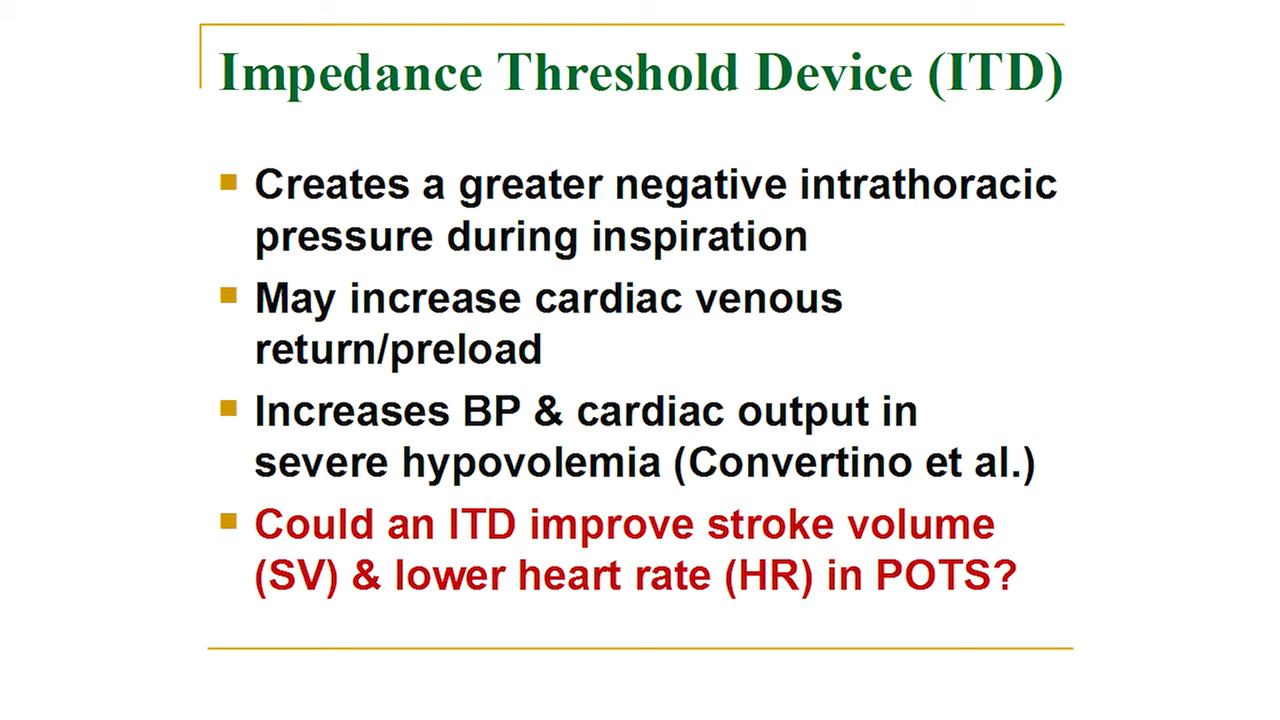 Impedance Threshold Device (ITD)
Creates a greater negative intrathoracic
pressure during inspiration
May increase cardiac venous
return/preload
Increases BP & cardiac output in
severe hypovolemia (Convertino et al.)
Could an ITD improve stroke volume
(SV) & lower heart rate (HR) in POTS?